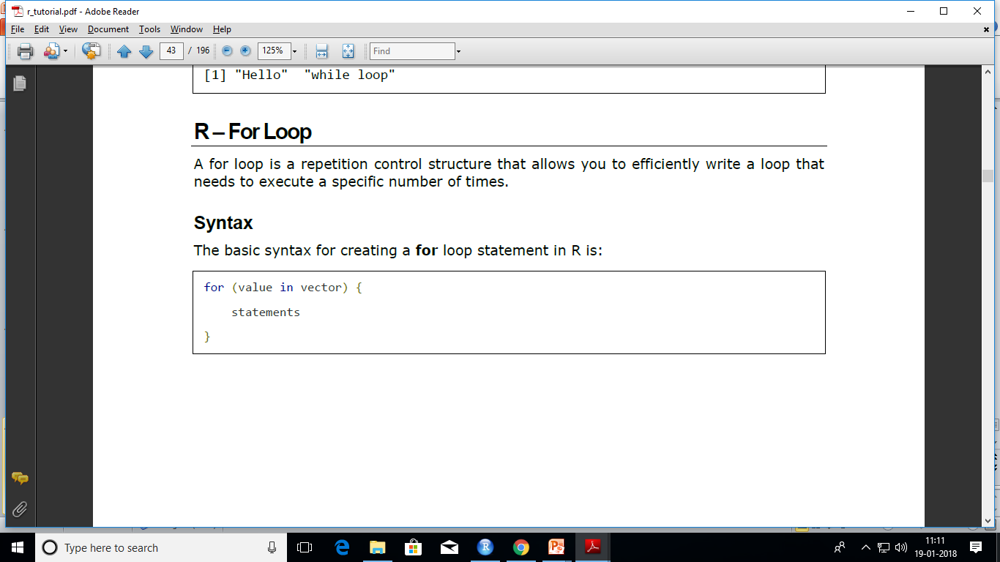 r_tutorial.pdf - Adobe Reader
File Edit View Document Tools Window Help
43 / 196 125% Find
[1] "Hello"  "while loop"
R – For Loop
A for loop is a repetition control structure that allows you to efficiently write a loop that
needs to execute a specific number of times.
Syntax
The basic syntax for creating a for loop statement in R is:
for (value in vector) {
statements
}
Type here to search
11:11
19-01-2018